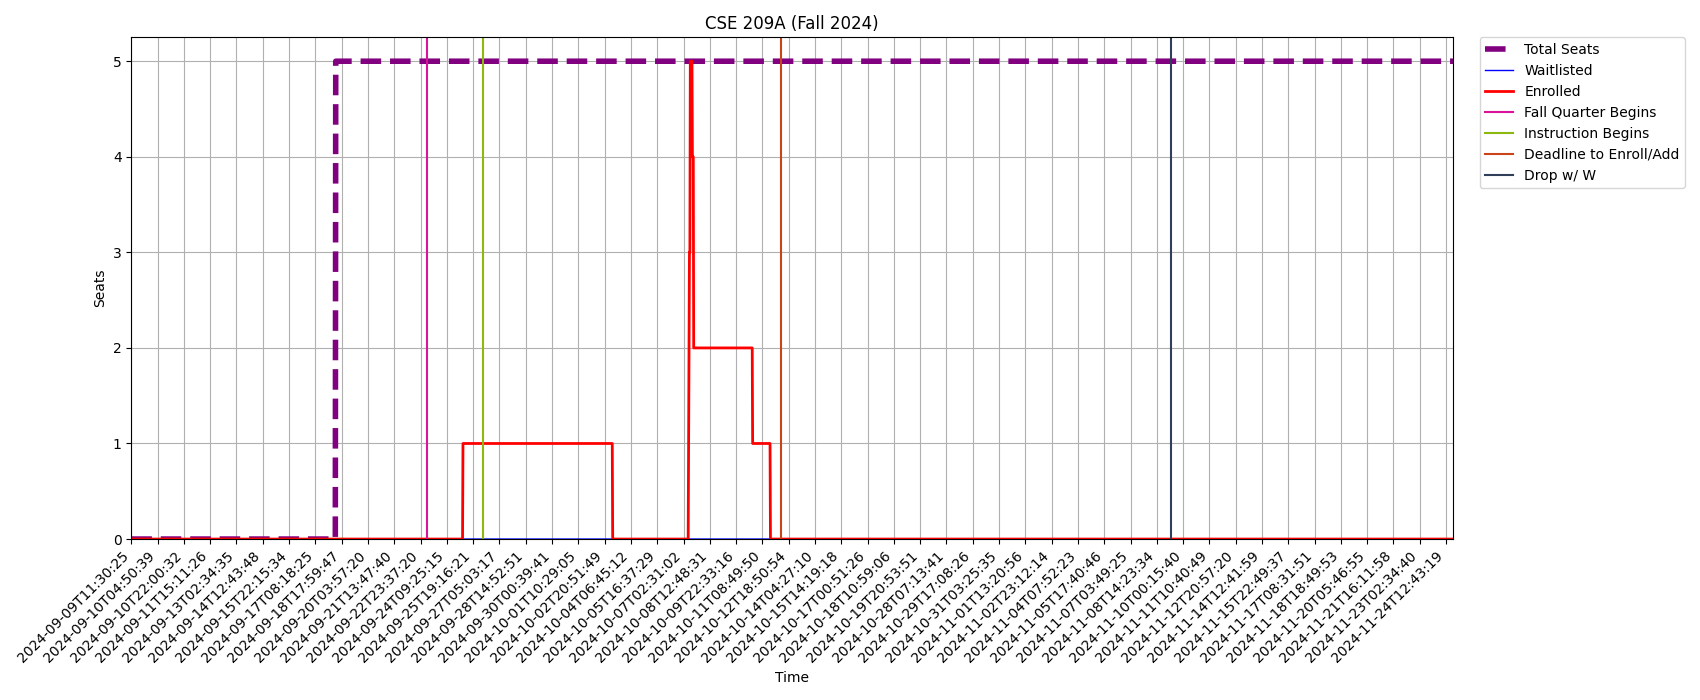 CSE 209A (Fall 2024)
Total Seats
Waitlisted
Enrolled
Fall Quarter Begins
Instruction Begins
Deadline to Enroll/Add
Drop w/ W
Seats
5
4
3
2
1
0
2024-09-09T11:30:25
2024-09-10T04:50:39
2024-09-10T22:00:32
2024-09-11T15:11:26
2024-09-13T02:34:35
2024-09-14T12:43:48
2024-09-15T22:15:34
2024-09-17T08:18:25
2024-09-18T17:59:47
2024-09-20T03:57:20
2024-09-21T13:47:40
2024-09-22T23:37:20
2024-09-24T09:25:15
2024-09-25T19:16:21
2024-09-27T05:03:17
2024-09-28T14:52:51
2024-09-30T00:39:41
2024-10-01T10:29:05
2024-10-02T20:51:49
2024-10-04T06:45:12
2024-10-05T16:37:29
2024-10-07T02:31:02
2024-10-08T12:48:31
2024-10-09T22:33:16
2024-10-11T08:49:50
2024-10-12T18:50:54
2024-10-14T04:27:10
2024-10-15T14:19:18
2024-10-17T00:51:26
2024-10-18T10:59:06
2024-10-19T20:53:51
2024-10-28T07:13:41
2024-10-29T17:08:26
2024-10-31T03:25:35
2024-11-01T13:20:56
2024-11-02T23:12:14
2024-11-04T07:52:23
2024-11-05T17:40:46
2024-11-07T03:49:25
2024-11-08T14:23:34
2024-11-10T00:15:40
2024-11-11T10:40:49
2024-11-12T20:57:20
2024-11-14T12:41:59
2024-11-15T22:49:37
2024-11-17T08:31:51
2024-11-18T18:49:53
2024-11-20T05:46:55
2024-11-21T16:11:58
2024-11-23T02:34:40
2024-11-24T12:43:19
Time